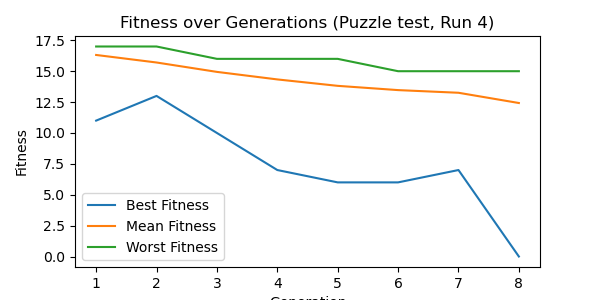 Fitness over Generations (Puzzle test, Run 4)
17.5
15.0
12.5
10.0
7.5
5.0
2.5
0.0
Fitness
Best Fitness
Mean Fitness
Worst Fitness
1 2 3 4 5 6 7 8
Generation